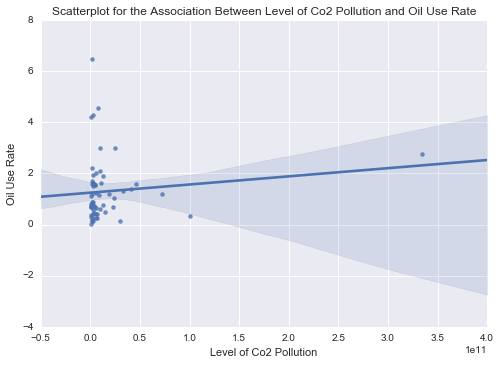 Scatterplot for the Association Between Level of Co2 Pollution and Oil Use Rate
8
6
4
2
0
−2
−4
Oil Use Rate
−0.5 0.0 0.5 1.0 1.5 2.0 2.5 3.0 3.5 4.0
1e11
Level of Co2 Pollution